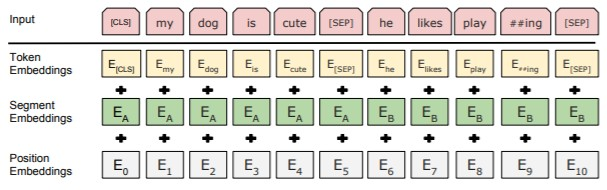 Input [CLS] my dog is cute [SEP] he likes play ##ing [SEP]
Token Embeddings E[CLS] Emy Edog Eis Ecute E[SEP] Ehe Elikes Eplay E##ing E[SEP]
Segment Embeddings EA EA EA EA EA EA EB EB EB EB EB
Position Embeddings E0 E1 E2 E3 E4 E5 E6 E7 E8 E9 E10